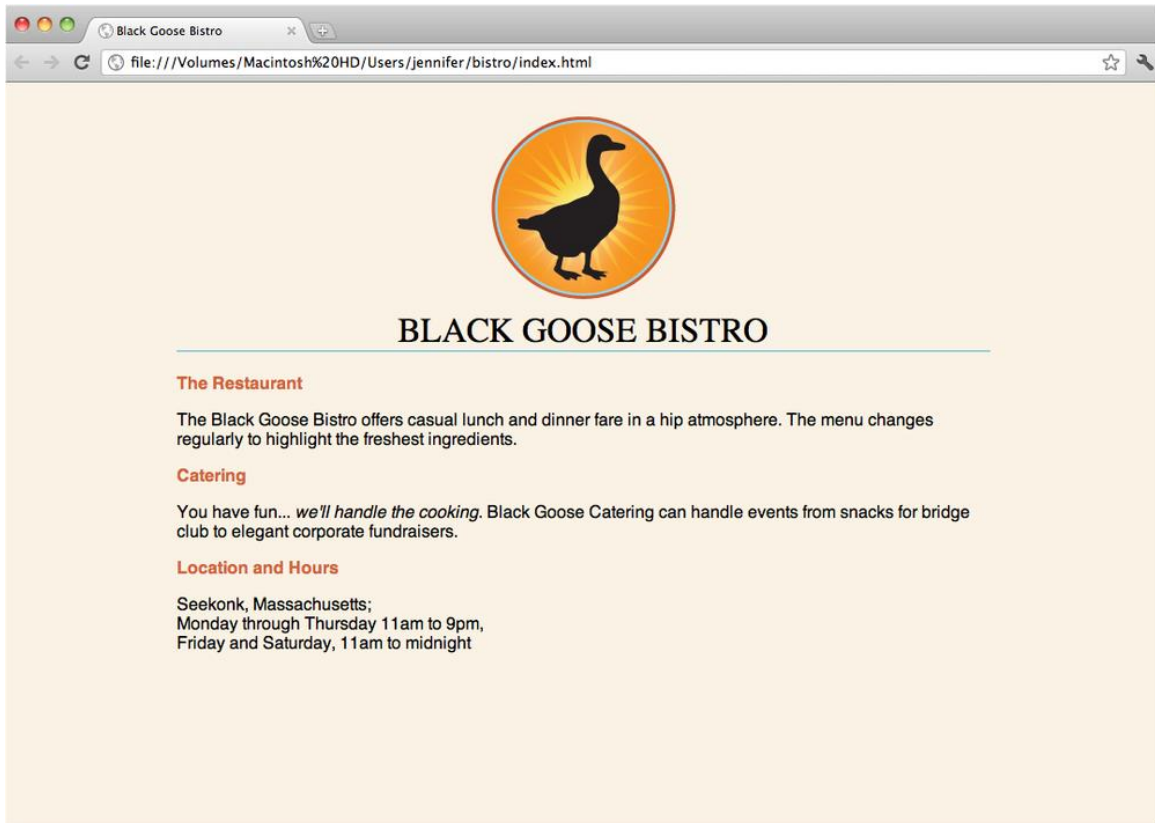 Black Goose Bistro
file:///Volumes/Macintosh%20HD/Users/jennifer/bistro/index.html
BLACK GOOSE BISTRO
The Restaurant
The Black Goose Bistro offers casual lunch and dinner fare in a hip atmosphere. The menu changes
regularly to highlight the freshest ingredients.
Catering
You have fun... we'll handle the cooking. Black Goose Catering can handle events from snacks for bridge
club to elegant corporate fundraisers.
Location and Hours
Seekonk, Massachusetts;
Monday through Thursday 11am to 9pm,
Friday and Saturday, 11am to midnight